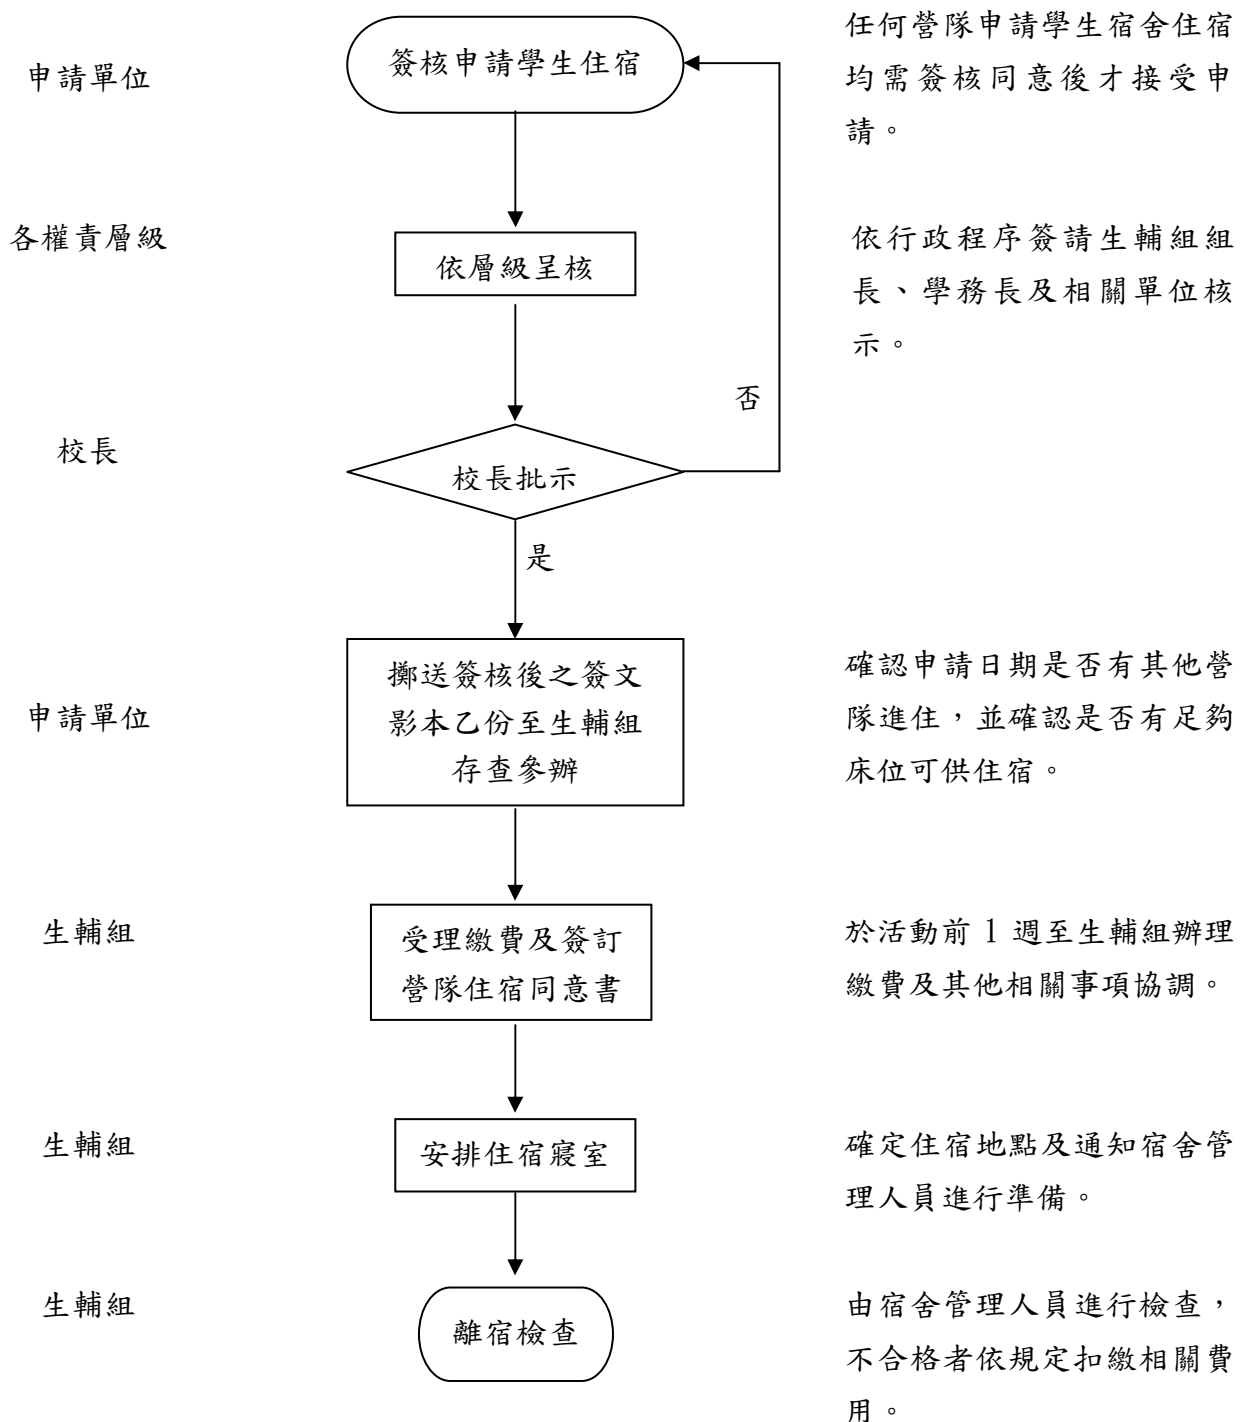 申請單位
簽核申請學生住宿
任何營隊申請學生宿舍住宿
均需簽核同意後才接受申
請。
各權責層級
依層級呈核
依行政程序簽請生輔組組
長、學務長及相關單位核
示。
否
校長
校長批示
是
申請單位
擲送簽核後之簽文
影本乙份至生輔組
存查參辦
確認申請日期是否有其他營
隊進住，並確認是否有足夠
床位可供住宿。
生輔組
受理繳費及簽訂
營隊住宿同意書
於活動前 1 週至生輔組辦理
繳費及其他相關事項協調。
生輔組
安排住宿寢室
確定住宿地點及通知宿舍管
理人員進行準備。
生輔組
離宿檢查
由宿舍管理人員進行檢查，
不合格者依規定扣繳相關費
用。